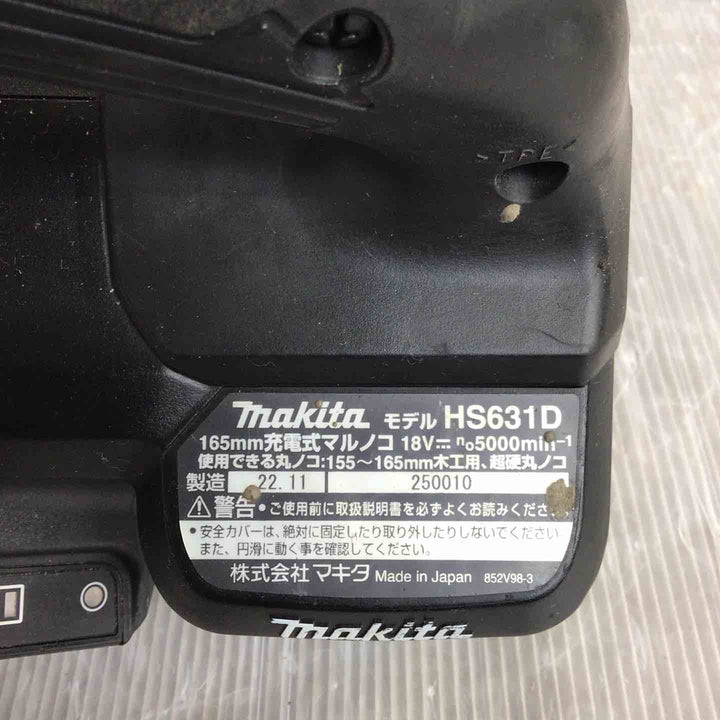 >TPE<
makita モデル HS631D
165mm充電式マルノコ 18V⎓ n₀5000min⁻¹
使用できる丸ノコ:155～165mm木工用、超硬丸ノコ
製造 22.11 250010
⚠警告 •ご使用前に取扱説明書を必ずよくお読みください
•安全カバーは、絶対に固定したり取り外したりしないでください
また、円滑に動く事を確認してください。
株式会社マキタ Made in Japan 852V98-3
makita